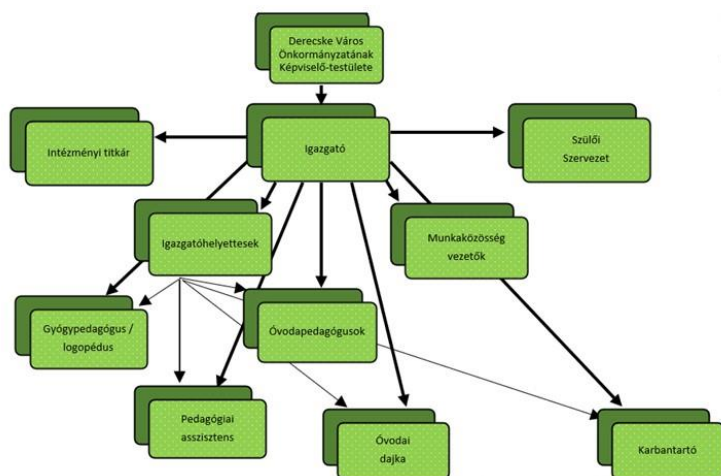 Derecske Város
Önkormányzatának
Képviselő-testülete
Intézményi titkár
Igazgató
Szülői
Szervezet
Igazgatóhelyettesek
Munkaközösség
vezetők
Gyógypedagógus /
logopédus
Óvodapedagógusok
Pedagógiai
asszisztens
Óvodai
dajka
Karbantartó